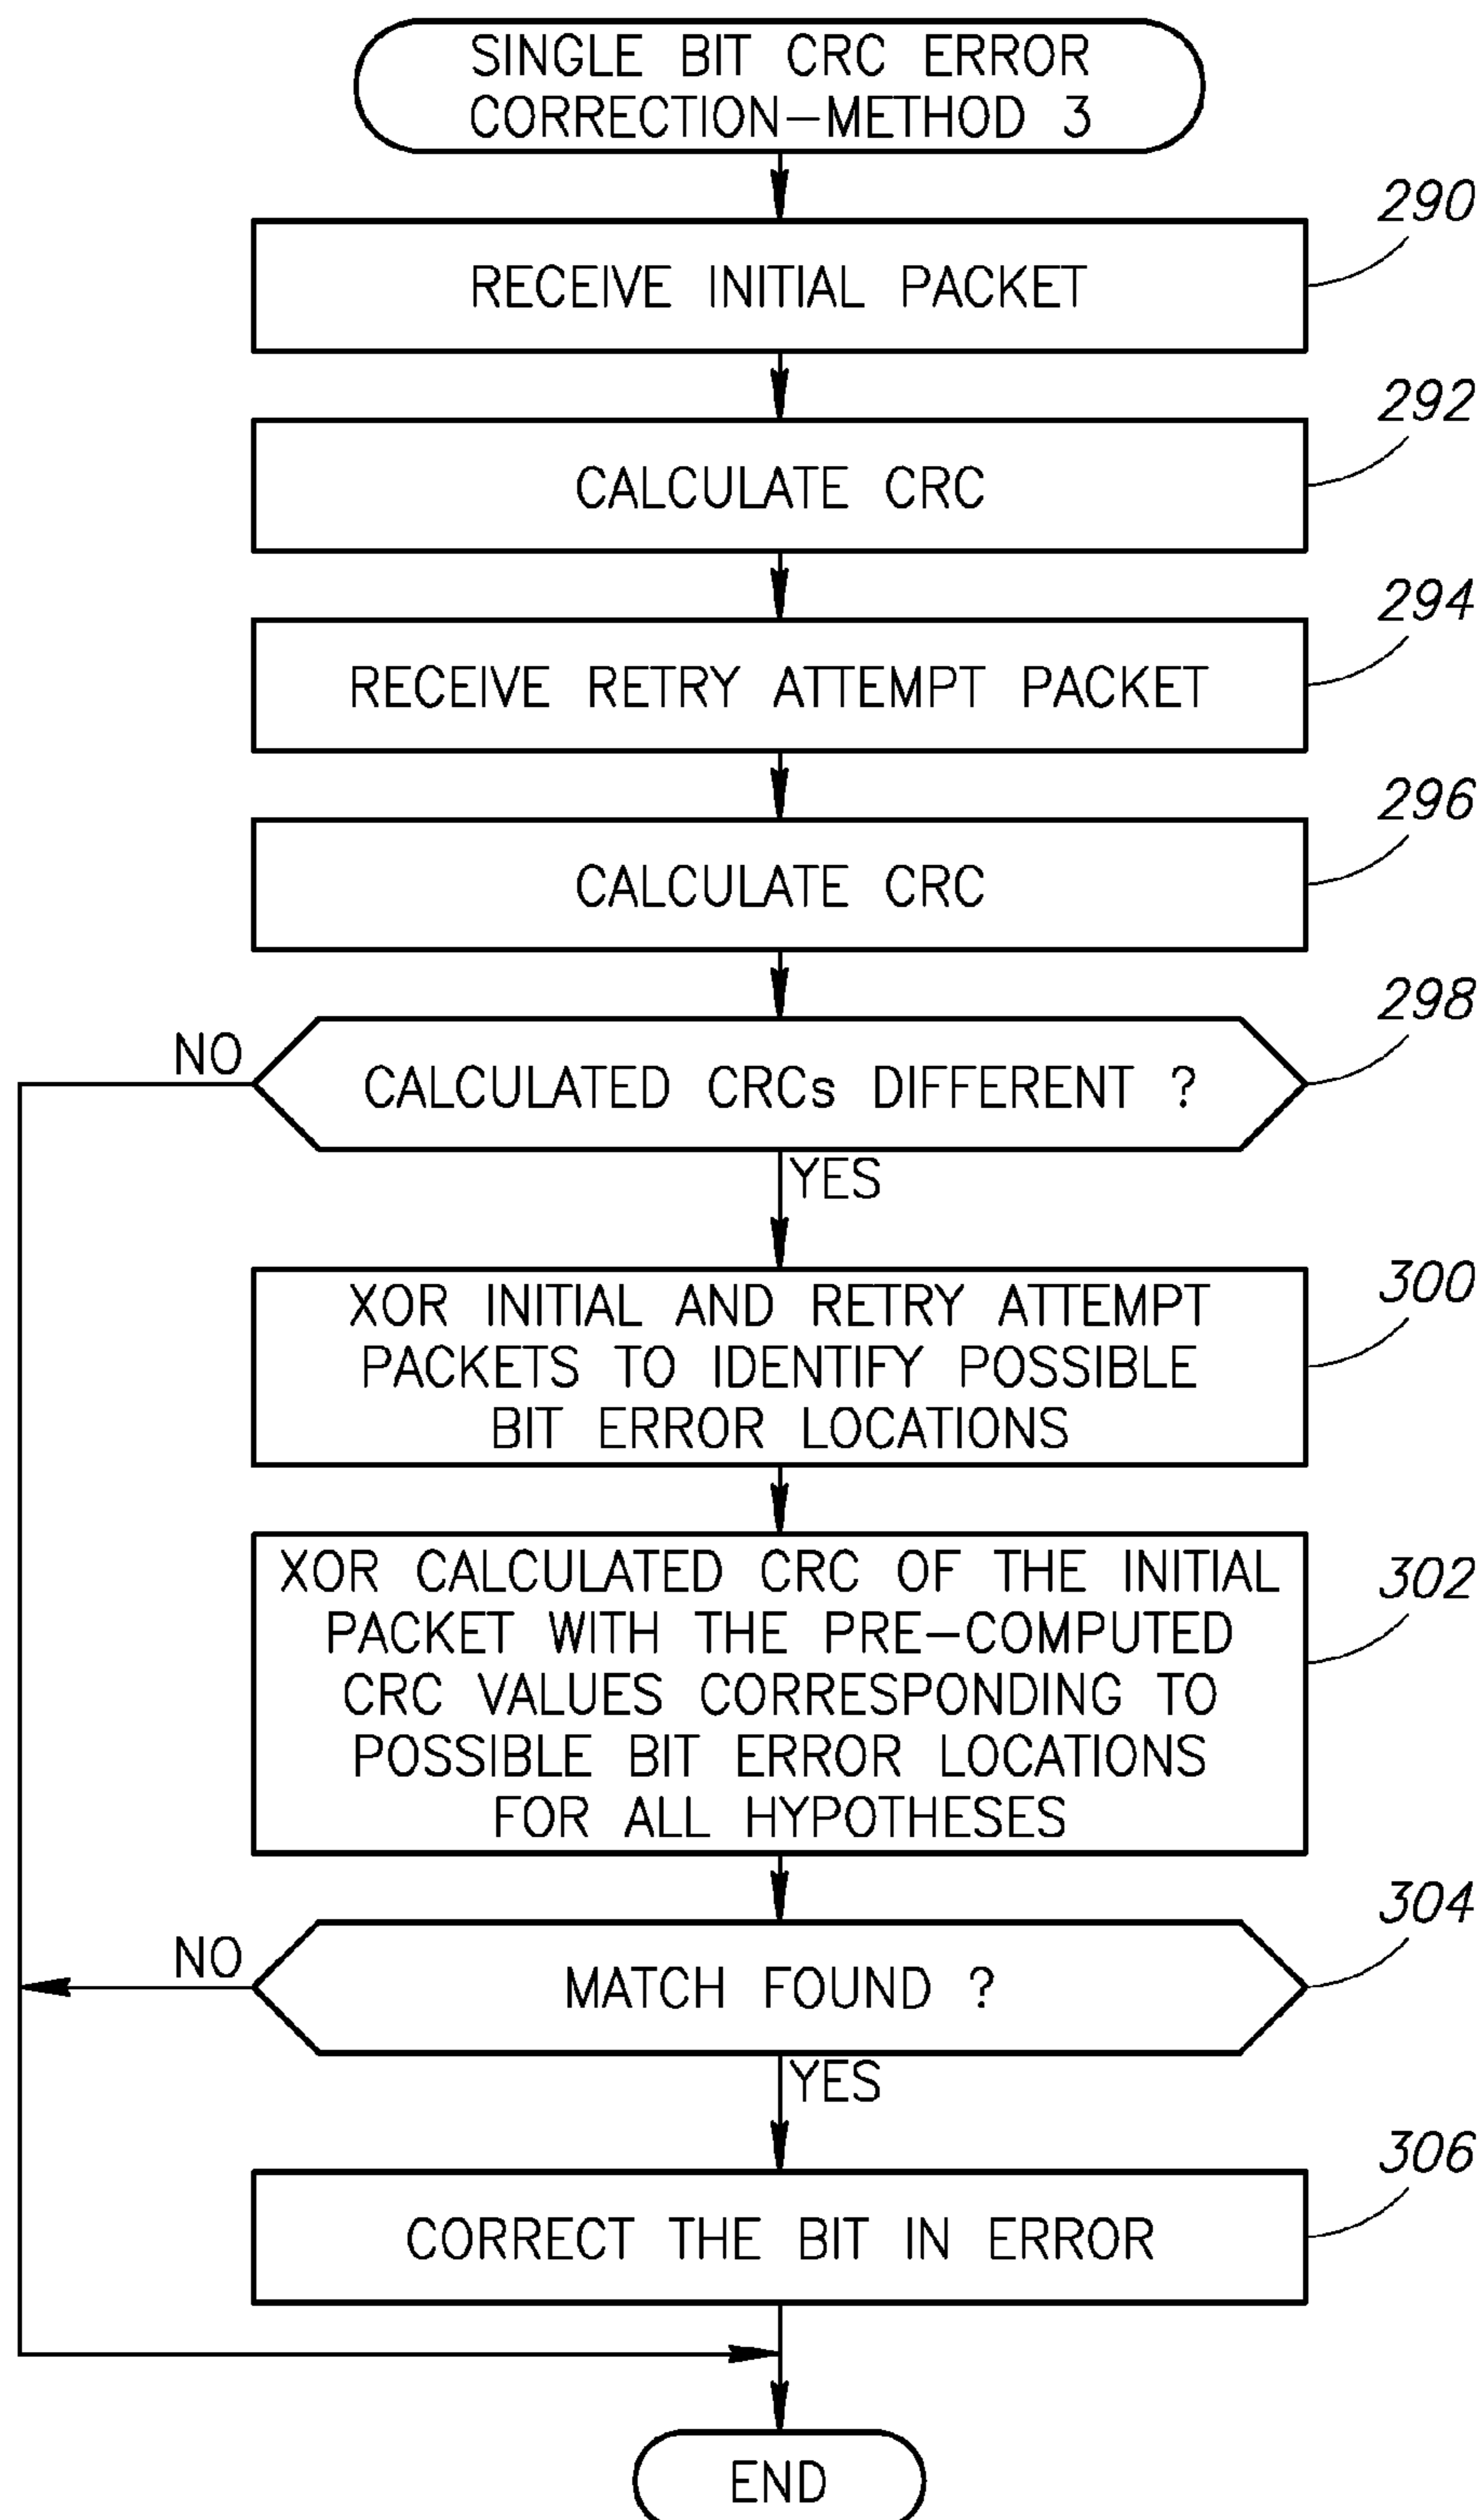 SINGLE BIT CRC ERROR
CORRECTION-METHOD 3
290
RECEIVE INITIAL PACKET
292
CALCULATE CRC
294
RECEIVE RETRY ATTEMPT PACKET
296
CALCULATE CRC
298
NO
CALCULATED CRCs DIFFERENT ?
YES
300
XOR INITIAL AND RETRY ATTEMPT
PACKETS TO IDENTIFY POSSIBLE
BIT ERROR LOCATIONS
302
XOR CALCULATED CRC OF THE INITIAL
PACKET WITH THE PRE-COMPUTED
CRC VALUES CORRESPONDING TO
POSSIBLE BIT ERROR LOCATIONS
FOR ALL HYPOTHESES
304
NO
MATCH FOUND ?
YES
306
CORRECT THE BIT IN ERROR
END